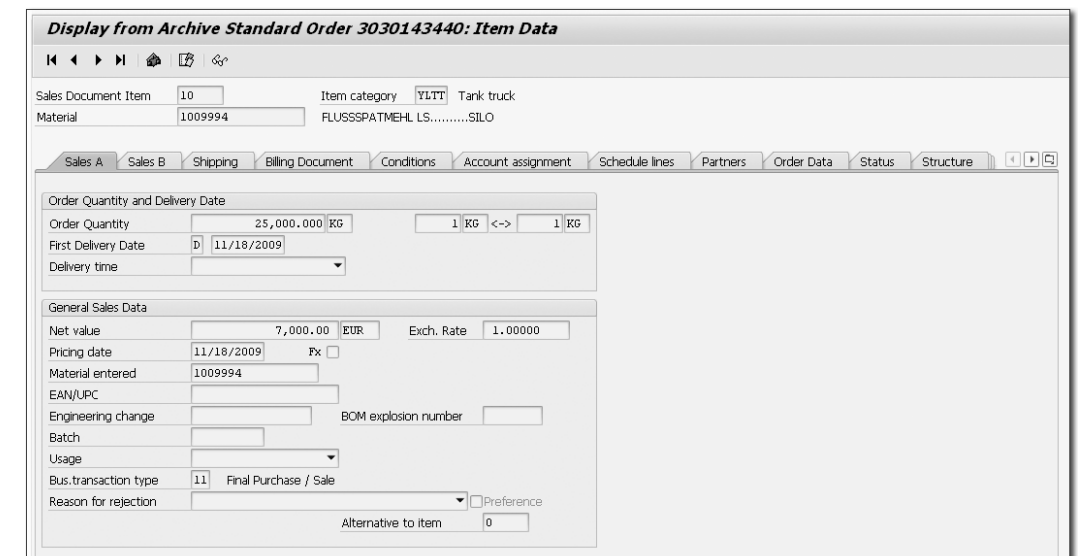 Display from Archive Standard Order 3030143440: Item Data
Sales Document Item 10 Item category YLTT Tank truck
Material 1009994 FLUSSSPATMEHL LS..........SILO
Sales A Sales B Shipping Billing Document Conditions Account assignment Schedule lines Partners Order Data Status Structure
Order Quantity and Delivery Date
Order Quantity 25,000.000 KG 1 KG <-> 1 KG
First Delivery Date D 11/18/2009
Delivery time
General Sales Data
Net value 7,000.00 EUR Exch. Rate 1.00000
Pricing date 11/18/2009 Fx
Material entered 1009994
EAN/UPC
Engineering change BOM explosion number
Batch
Usage
Bus.transaction type 11 Final Purchase / Sale
Reason for rejection Preference
Alternative to item 0